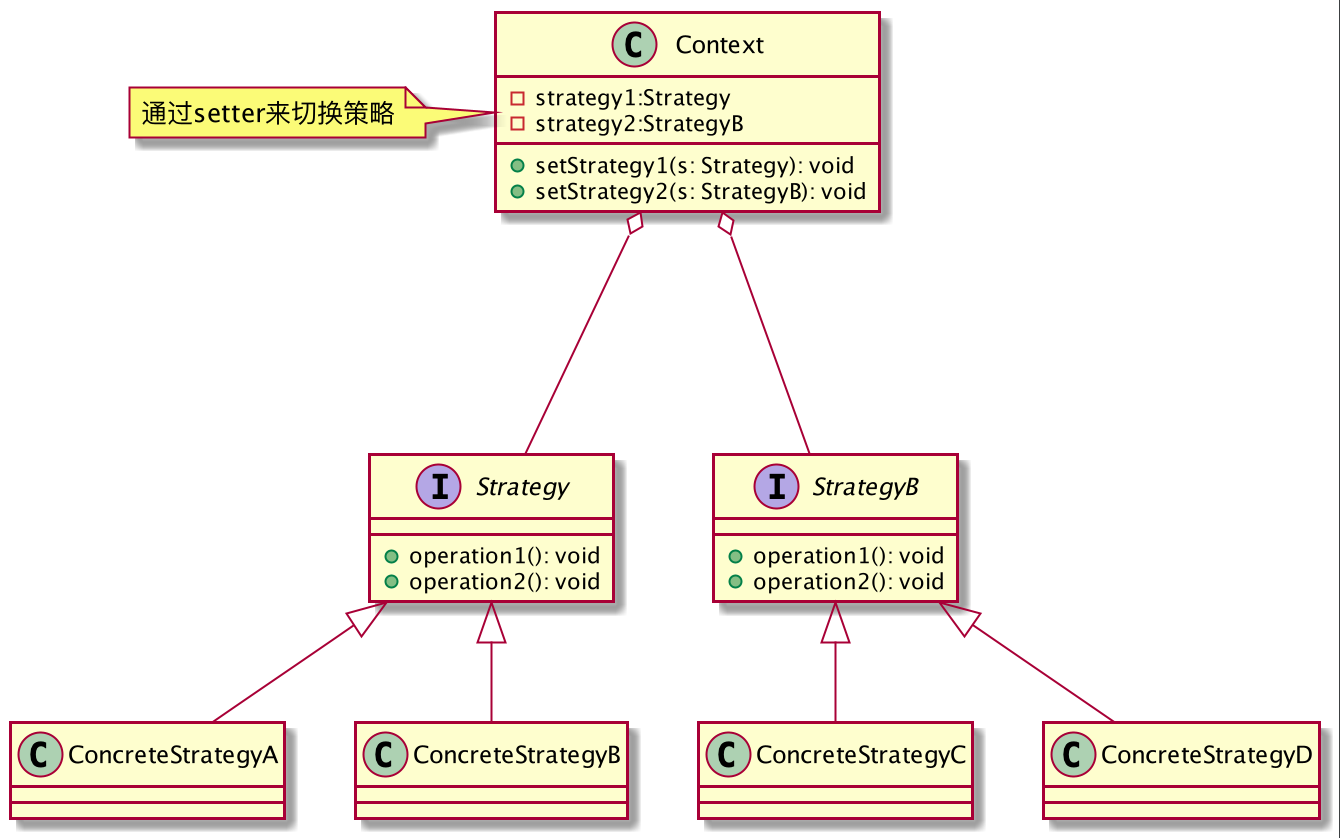 C Context
通过setter来切换策略
strategy1:Strategy
strategy2:StrategyB
setStrategy1(s: Strategy): void
setStrategy2(s: StrategyB): void
I Strategy
operation1(): void
operation2(): void
I StrategyB
operation1(): void
operation2(): void
C ConcreteStrategyA
C ConcreteStrategyB
C ConcreteStrategyC
C ConcreteStrategyD